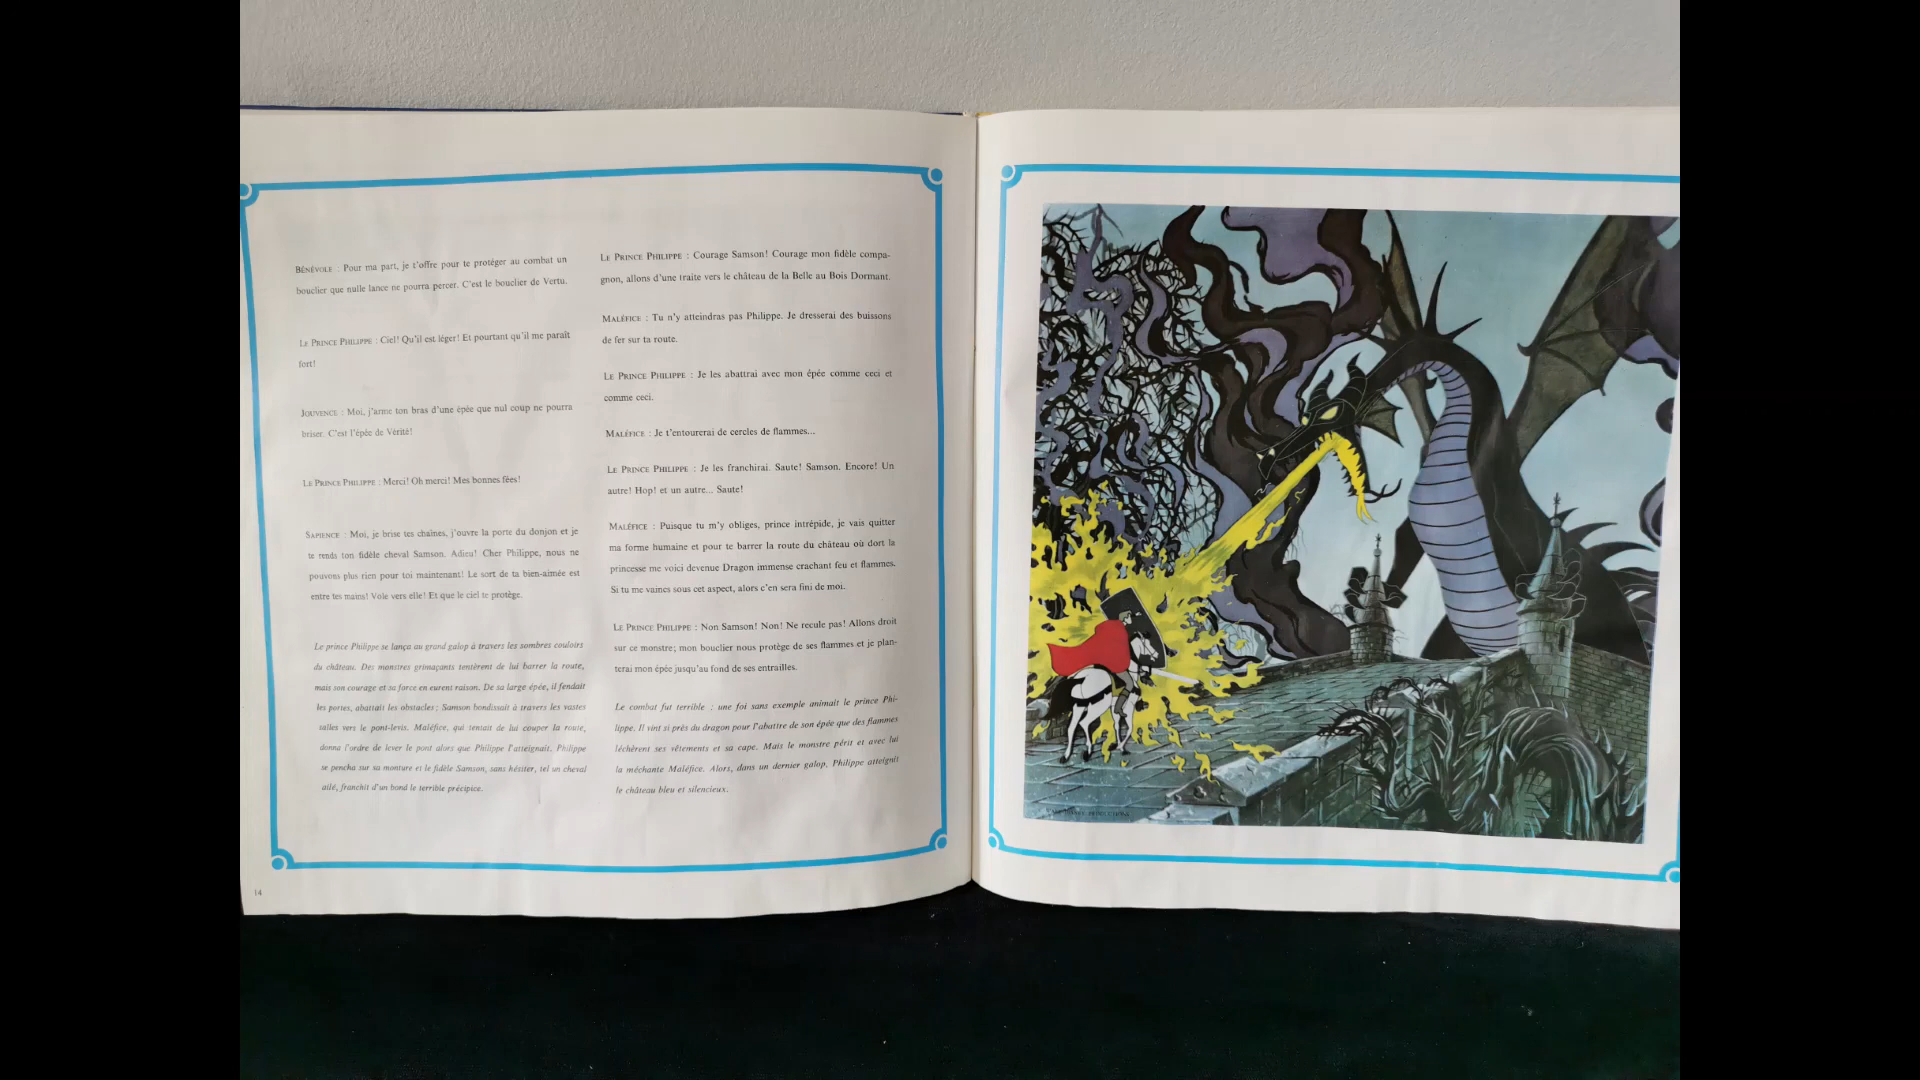 BÉNÉVOLE : Pour ma part, je t'offre pour te protéger au combat un
bouclier que nulle lance ne pourra percer. C'est le bouclier de Vertu.
LE PRINCE PHILIPPE : Ciel! Qu'il est léger! Et pourtant qu'il me paraît
fort!
JOUVENCE : Moi, j'arme ton bras d'une épée que nul coup ne pourra
briser. C'est l'épée de Vérité!
LE PRINCE PHILIPPE : Merci! Oh merci! Mes bonnes fées!
SAPIENCE : Moi, je brise tes chaînes, j'ouvre la porte du donjon et je
te rends ton fidèle cheval Samson. Adieu! Cher Philippe, nous ne
pouvons plus rien pour toi maintenant! Le sort de ta bien-aimée est
entre tes mains! Vole vers elle! Et que le ciel te protège.
Le prince Philippe se lança au grand galop à travers les sombres couloirs
du château. Des monstres grimaçants tentèrent de lui barrer la route,
mais son courage et sa force en eurent raison. De sa large épée, il fendait
les portes, abattait les obstacles; Samson bondissait à travers les vastes
salles vers le pont-levis. Maléfice, qui tentait de lui couper la route,
donna l'ordre de lever le pont alors que Philippe l'atteignait. Philippe
se pencha sur sa monture et le fidèle Samson, sans hésiter, tel un cheval
ailé, franchit d'un bond le terrible précipice.
LE PRINCE PHILIPPE : Courage Samson! Courage mon fidèle compa-
gnon, allons d'une traite vers le château de la Belle au Bois Dormant.
MALÉFICE : Tu n'y atteindras pas Philippe. Je dresserai des buissons
de fer sur ta route.
LE PRINCE PHILIPPE : Je les abattrai avec mon épée comme ceci et
comme ceci.
MALÉFICE : Je t'entourerai de cercles de flammes...
LE PRINCE PHILIPPE : Je les franchirai. Saute! Samson. Encore! Un
autre! Hop! et un autre... Saute!
MALÉFICE : Puisque tu m'y obliges, prince intrépide, je vais quitter
ma forme humaine et pour te barrer la route du château où dort la
princesse me voici devenue Dragon immense crachant feu et flammes.
Si tu me vaincs sous cet aspect, alors c'en sera fini de moi.
LE PRINCE PHILIPPE : Non Samson! Non! Ne recule pas! Allons droit
sur ce monstre; mon bouclier nous protège de ses flammes et je plan-
terai mon épée jusqu'au fond de ses entrailles.
Le combat fut terrible : une foi sans exemple animait le prince Phi-
lippe. Il vint si près du dragon pour l'abattre de son épée que des flammes
léchèrent ses vêtements et sa cape. Mais le monstre périt et avec lui
la méchante Maléfice. Alors, dans un dernier galop, Philippe atteignit
le château bleu et silencieux.
14